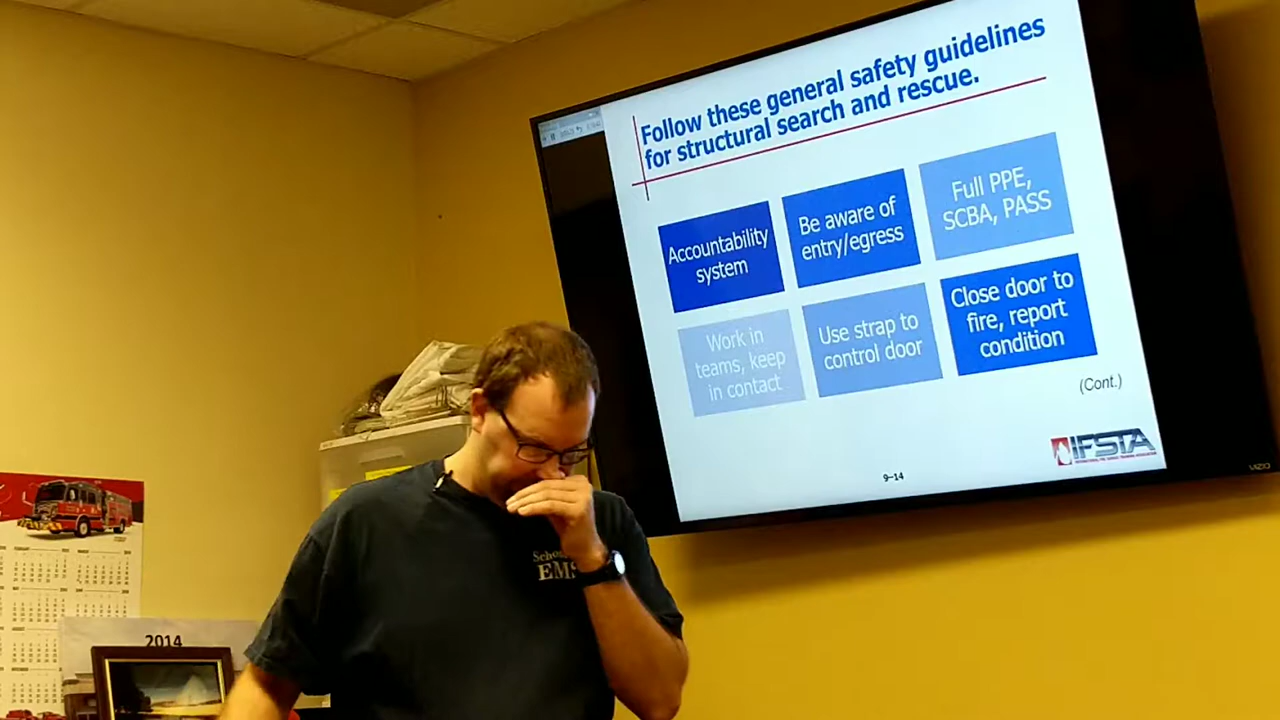 Follow these general safety guidelines
for structural search and rescue.
Accountability
system
Be aware of
entry/egress
Full PPE,
SCBA, PASS
Work in
teams, keep
in contact
Use strap to
control door
Close door to
fire, report
condition
(Cont.)
IFSTA
9-14
VIZIO
EMS
2014